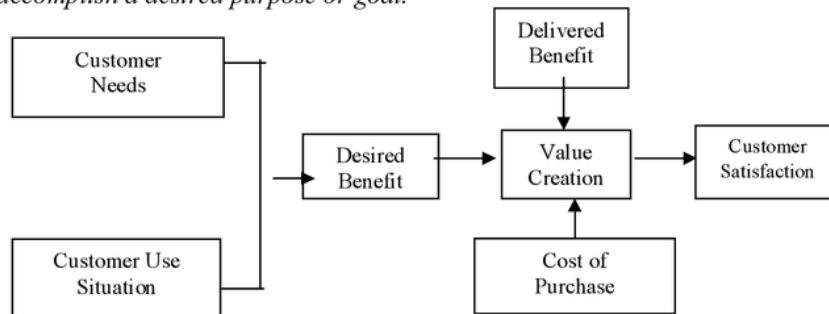 accomplish a desired purpose or goal.
Delivered
Benefit
Customer
Needs
Desired
Benefit
Value
Creation
Customer
Satisfaction
Customer Use
Situation
Cost of
Purchase